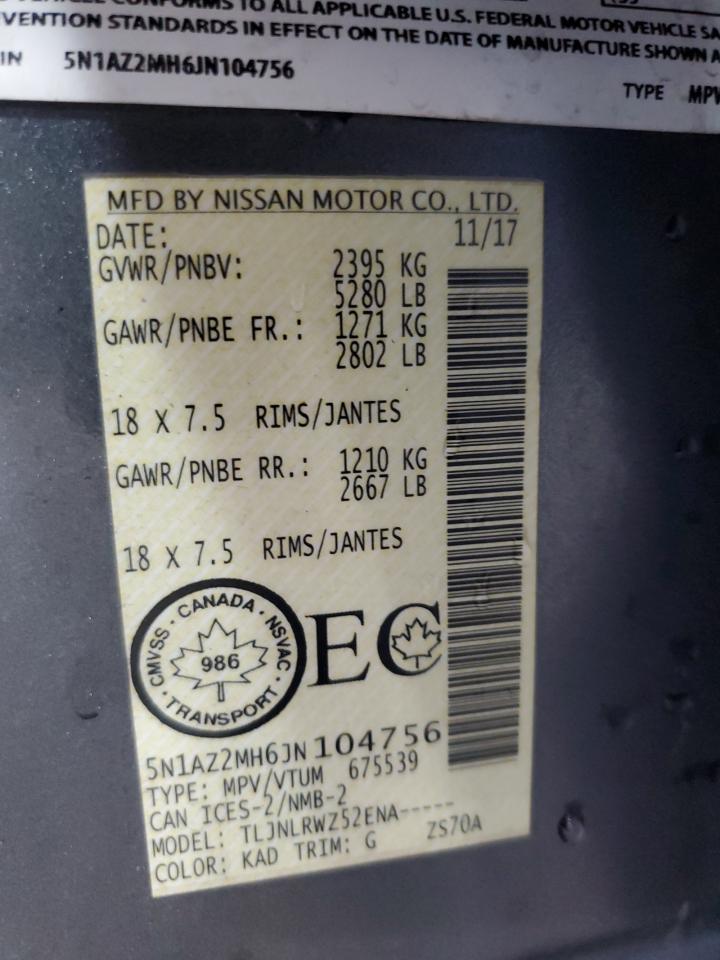 CONFORMS TO ALL APPLICABLE U.S. FEDERAL MOTOR VEHICLE SA
VENTION STANDARDS IN EFFECT ON THE DATE OF MANUFACTURE SHOWN A
IN 5N1AZ2MH6JN104756
TYPE MPV
MFD BY NISSAN MOTOR CO., LTD.
DATE: 11/17
GVWR/PNBV: 2395 KG
5280 LB
GAWR/PNBE FR.: 1271 KG
2802 LB
18 X 7.5 RIMS/JANTES
GAWR/PNBE RR.: 1210 KG
2667 LB
18 X 7.5 RIMS/JANTES
CMVSS · CANADA · NSVAC
986
· TRANSPORT ·
EC
5N1AZ2MH6JN104756
TYPE: MPV/VTUM 675539
CAN ICES-2/NMB-2
MODEL: TLJNLRWZ52ENA-----
COLOR: KAD TRIM: G ZS70A